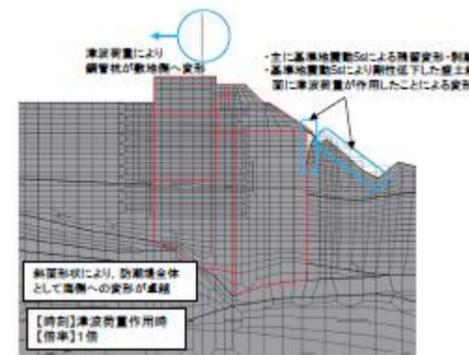 津波荷重により
鋼管杭が敷地側へ変形
・主に基準地震動Ssによる残留変形・剥離
・基準地震動Ssにより剛性低下した盛土斜
面に津波荷重が作用したことによる変形
斜面形状により，防潮堤全体
として海側への変形が卓越
【時刻】津波荷重作用時
【倍率】1倍